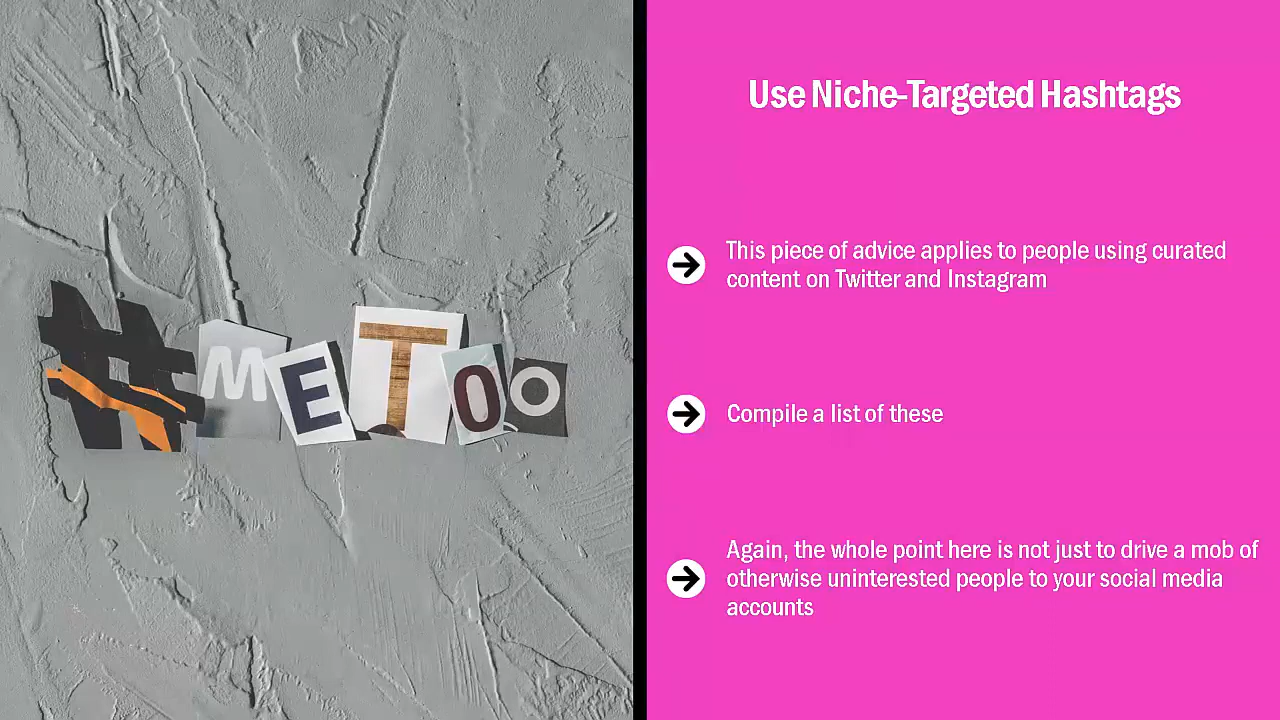 #METOO
Use Niche-Targeted Hashtags
This piece of advice applies to people using curated
content on Twitter and Instagram
Compile a list of these
Again, the whole point here is not just to drive a mob of
otherwise uninterested people to your social media
accounts